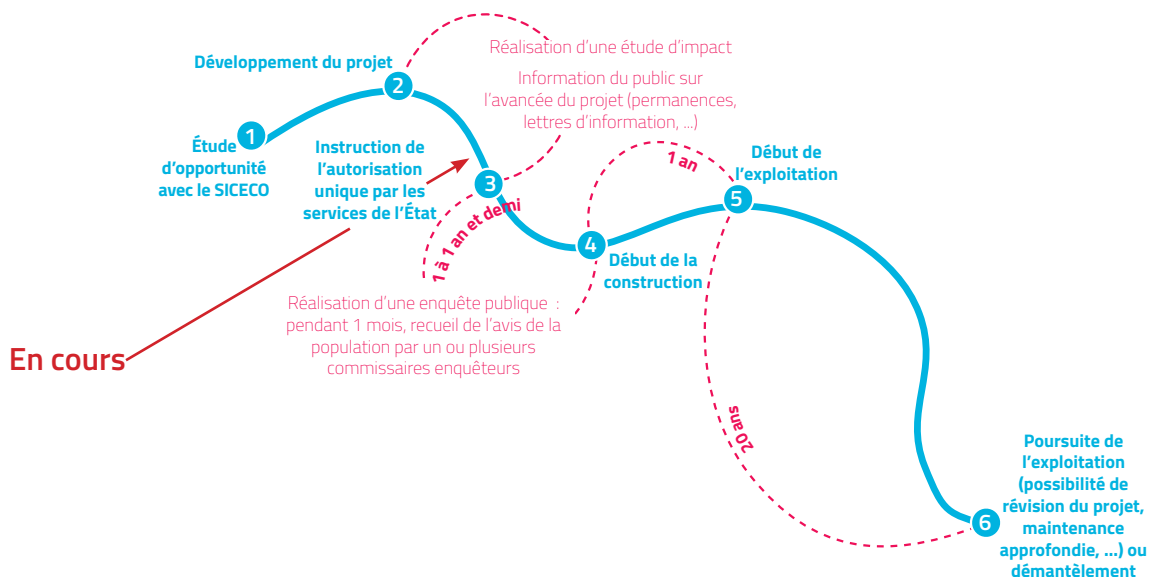 Réalisation d'une étude d'impact
Développement du projet
2
Information du public sur
l'avancée du projet (permanences,
lettres d'information, ...)
1
Étude
d'opportunité
avec le SICECO
Instruction de
l'autorisation
unique par les
services de l'État
3
1 an
Début de
l'exploitation
5
1 à 1 an et demi
4
Début de la
construction
Réalisation d'une enquête publique :
pendant 1 mois, recueil de l'avis de la
population par un ou plusieurs
commissaires enquêteurs
En cours
20 ans
6
Poursuite de
l'exploitation
(possibilité de
révision du projet,
maintenance
approfondie, ...) ou
démantèlement